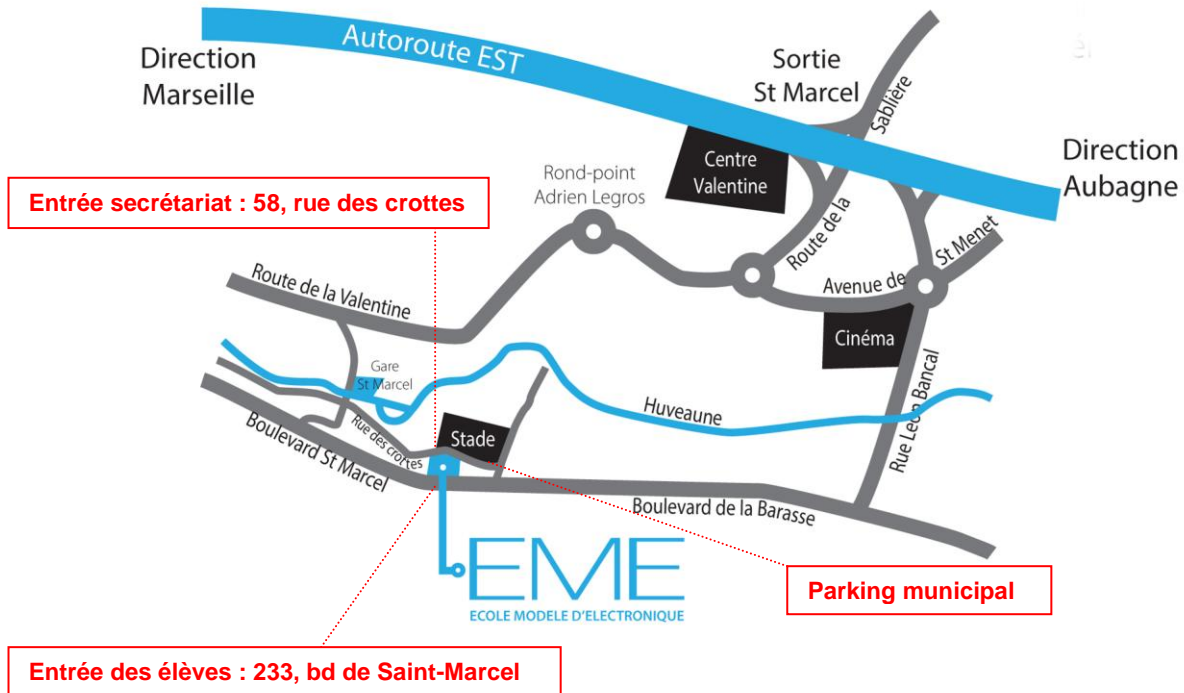 Autoroute EST
Direction
Marseille
Sortie
St Marcel
Sablière
Route de la
Centre
Valentine
Direction
Aubagne
Rond-point
Adrien Legros
Entrée secrétariat : 58, rue des crottes
Route de la Valentine
Avenue de
St Menet
Cinéma
Gare
St Marcel
Huveaune
Rue Léon Bancal
Rue des crottes
Stade
Boulevard St Marcel
Boulevard de la Barasse
EME
ECOLE MODELE D'ELECTRONIQUE
Parking municipal
Entrée des élèves : 233, bd de Saint-Marcel